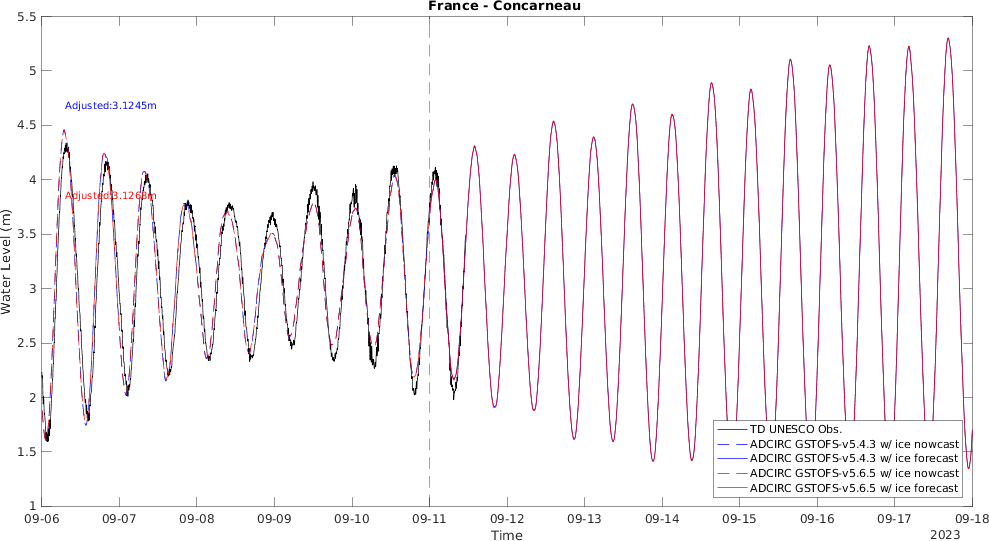 France - Concarneau
Water Level (m)
5.5
5
4.5
4
3.5
3
2.5
2
1.5
1
Adjusted:3.1245m
Adjusted:3.1263m
TD UNESCO Obs.
ADCIRC GSTOFS-v5.4.3 w/ ice nowcast
ADCIRC GSTOFS-v5.4.3 w/ ice forecast
ADCIRC GSTOFS-v5.6.5 w/ ice nowcast
ADCIRC GSTOFS-v5.6.5 w/ ice forecast
09-06 09-07 09-08 09-09 09-10 09-11 09-12 09-13 09-14 09-15 09-16 09-17 09-18
Time
2023